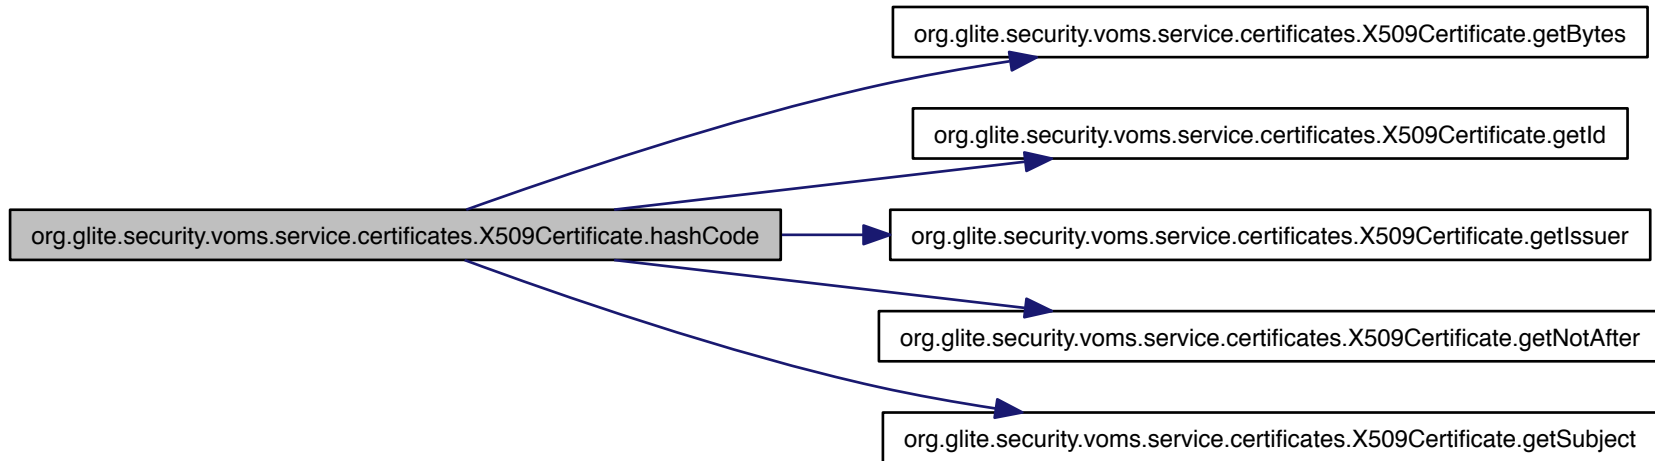 org.glite.security.voms.service.certificates.X509Certificate.getBytes
org.glite.security.voms.service.certificates.X509Certificate.getId
org.glite.security.voms.service.certificates.X509Certificate.hashCode
org.glite.security.voms.service.certificates.X509Certificate.getIssuer
org.glite.security.voms.service.certificates.X509Certificate.getNotAfter
org.glite.security.voms.service.certificates.X509Certificate.getSubject